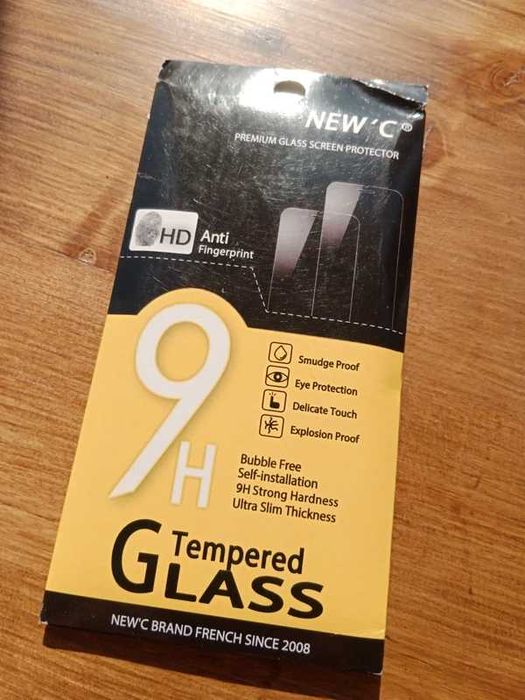 NEW'C®
PREMIUM GLASS SCREEN PROTECTOR
HD Anti
Fingerprint
9H
Smudge Proof
Eye Protection
Delicate Touch
Explosion Proof
Bubble Free
Self-installation
9H Strong Hardness
Ultra Slim Thickness
Tempered
GLASS
NEW'C BRAND FRENCH SINCE 2008